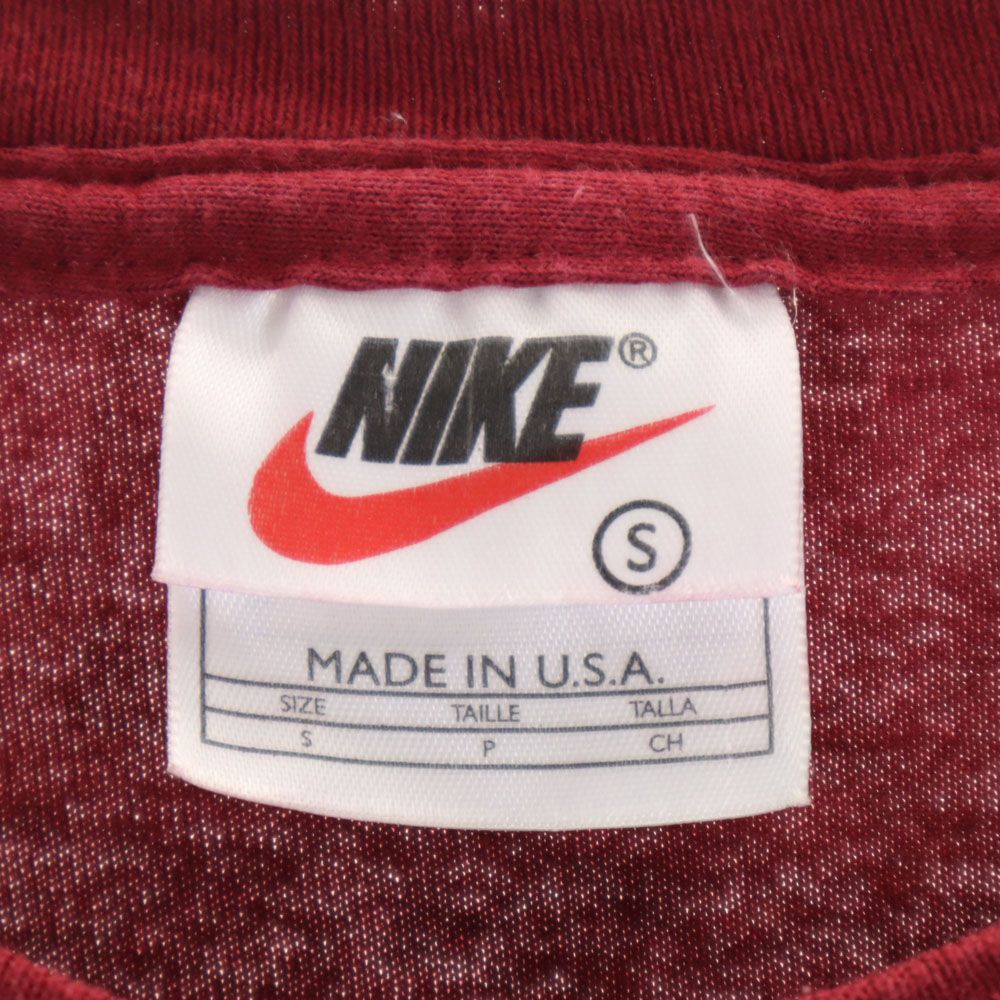 NIKE®
S
MADE IN U.S.A.
SIZE TAILLE TALLA
S P CH